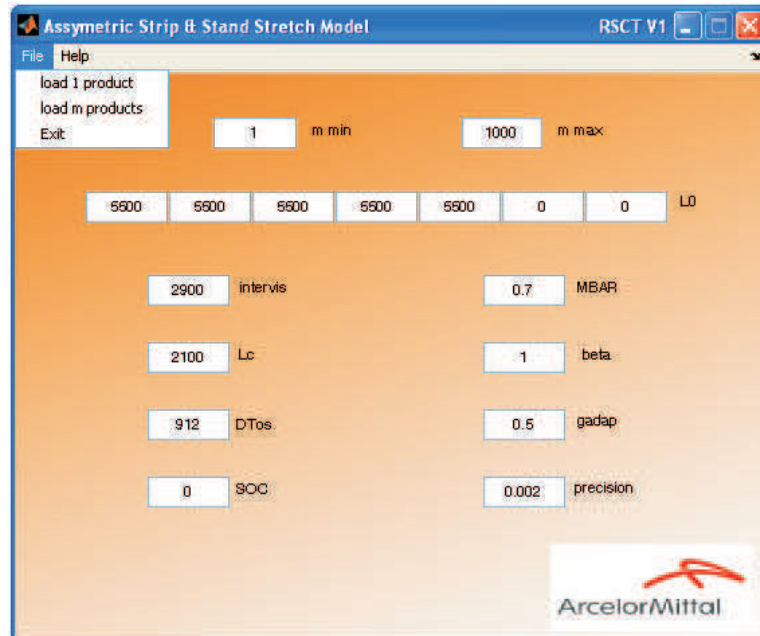 Assymetric Strip & Stand Stretch Model RSCT V1
File Help
load 1 product
load m products
Exit
1 m min 1000 m max
5500 5500 5500 5500 5500 0 0 L0
2900 intervis 0.7 MBAR
2100 Lc 1 beta
912 DTos 0.5 gadap
0 SOC 0.002 precision
ArcelorMittal